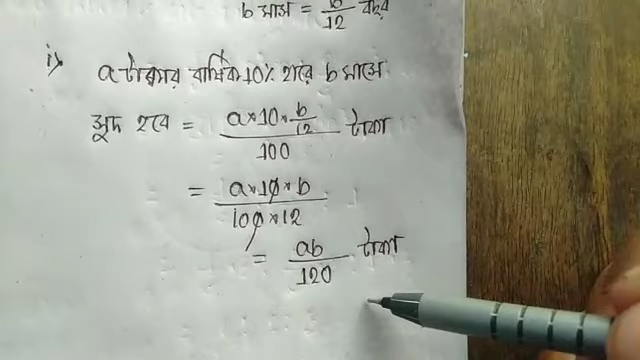 b মাস = b/12 বছর
i> a টাকার বার্ষিক 10% হারে b মাসে
সুদ হবে = a×10×b/12 / 100 টাকা
= a×10×b / 100×12
= ab/120 টাকা